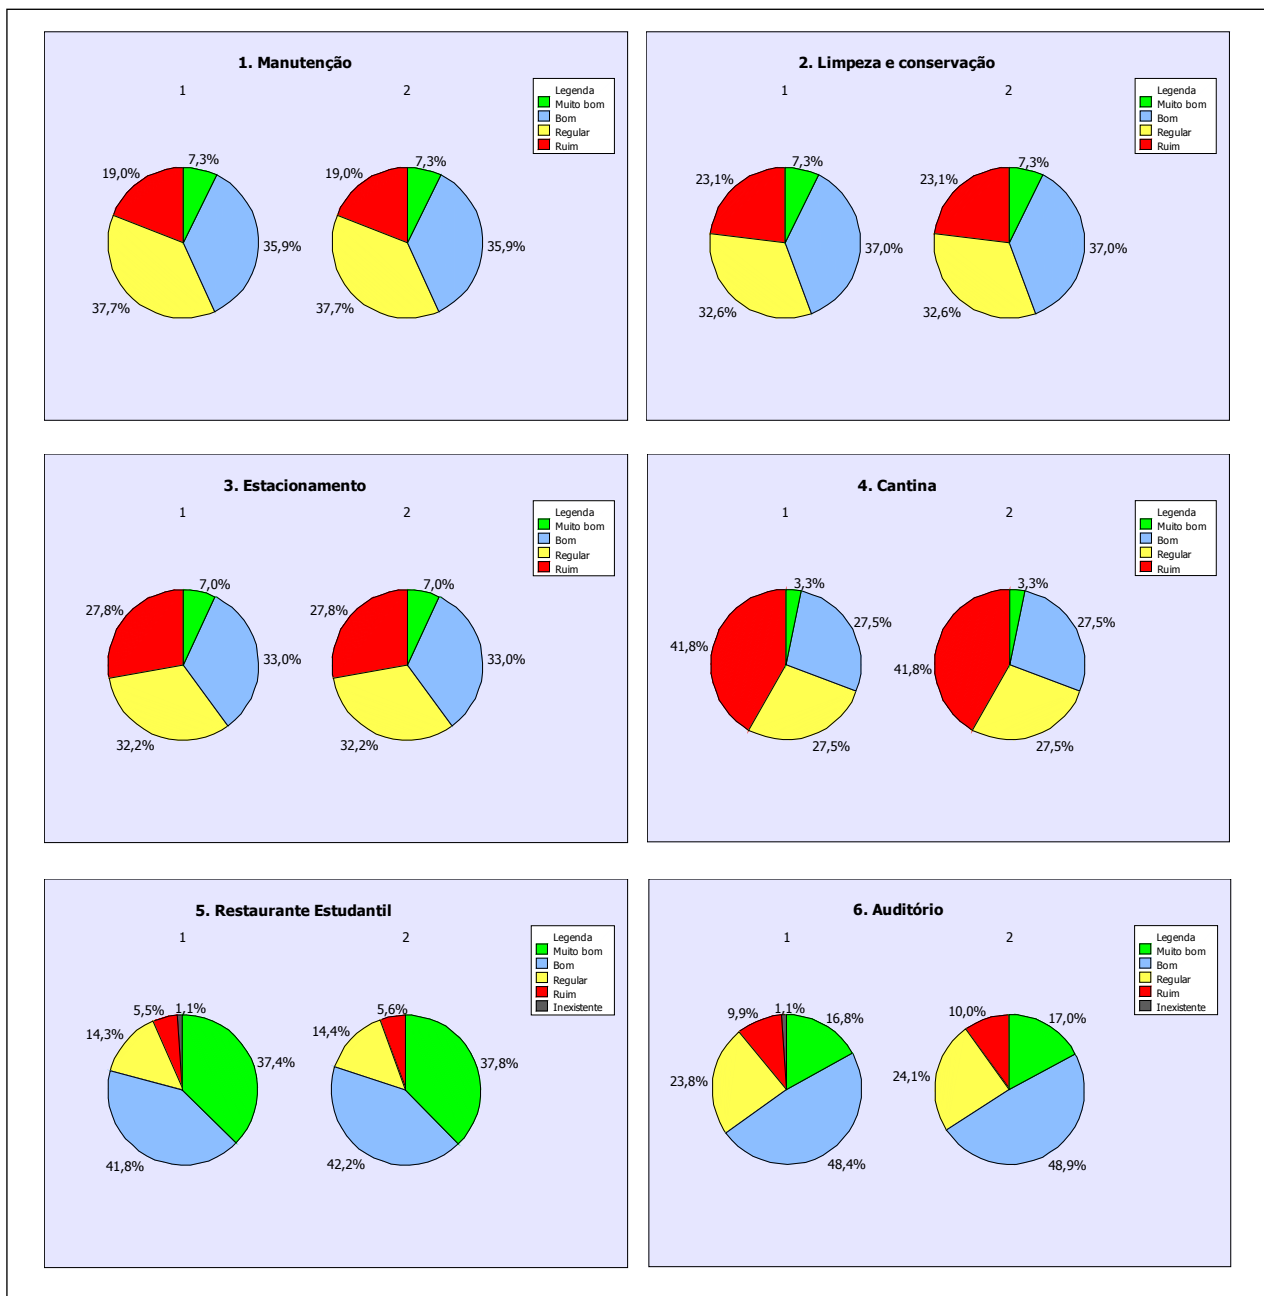 1. Manutenção
1
2
Legenda
Muito bom
Bom
Regular
Ruim
19,0%
7,3%
35,9%
37,7%
19,0%
7,3%
35,9%
37,7%
2. Limpeza e conservação
1
2
Legenda
Muito bom
Bom
Regular
Ruim
23,1%
7,3%
37,0%
32,6%
23,1%
7,3%
37,0%
32,6%
3. Estacionamento
1
2
Legenda
Muito bom
Bom
Regular
Ruim
27,8%
7,0%
33,0%
32,2%
27,8%
7,0%
33,0%
32,2%
4. Cantina
1
2
Legenda
Muito bom
Bom
Regular
Ruim
3,3%
27,5%
41,8%
27,5%
3,3%
27,5%
41,8%
27,5%
5. Restaurante Estudantil
1
2
Legenda
Muito bom
Bom
Regular
Ruim
Inexistente
5,5%
1,1%
14,3%
37,4%
41,8%
5,6%
14,4%
37,8%
42,2%
6. Auditório
1
2
Legenda
Muito bom
Bom
Regular
Ruim
Inexistente
9,9%
1,1%
16,8%
23,8%
48,4%
10,0%
17,0%
24,1%
48,9%